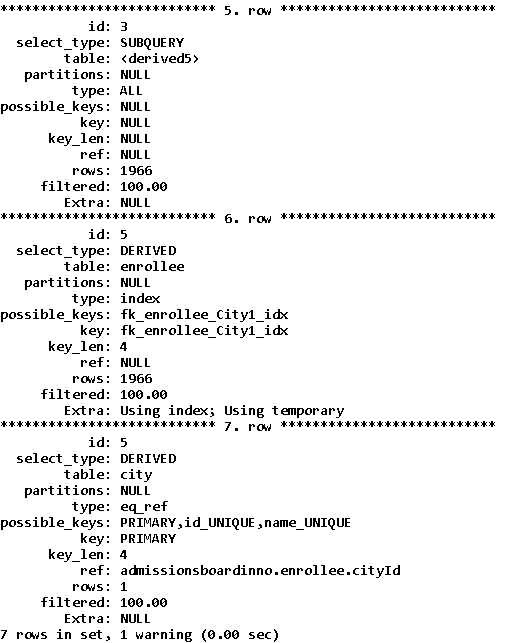 *************************** 5. row ***************************
id: 3
select_type: SUBQUERY
table: <derived5>
partitions: NULL
type: ALL
possible_keys: NULL
key: NULL
key_len: NULL
ref: NULL
rows: 1966
filtered: 100.00
Extra: NULL
*************************** 6. row ***************************
id: 5
select_type: DERIVED
table: enrollee
partitions: NULL
type: index
possible_keys: fk_enrollee_City1_idx
key: fk_enrollee_City1_idx
key_len: 4
ref: NULL
rows: 1966
filtered: 100.00
Extra: Using index; Using temporary
*************************** 7. row ***************************
id: 5
select_type: DERIVED
table: city
partitions: NULL
type: eq_ref
possible_keys: PRIMARY,id_UNIQUE,name_UNIQUE
key: PRIMARY
key_len: 4
ref: admissionsboardinno.enrollee.cityId
rows: 1
filtered: 100.00
Extra: NULL
7 rows in set, 1 warning (0.00 sec)